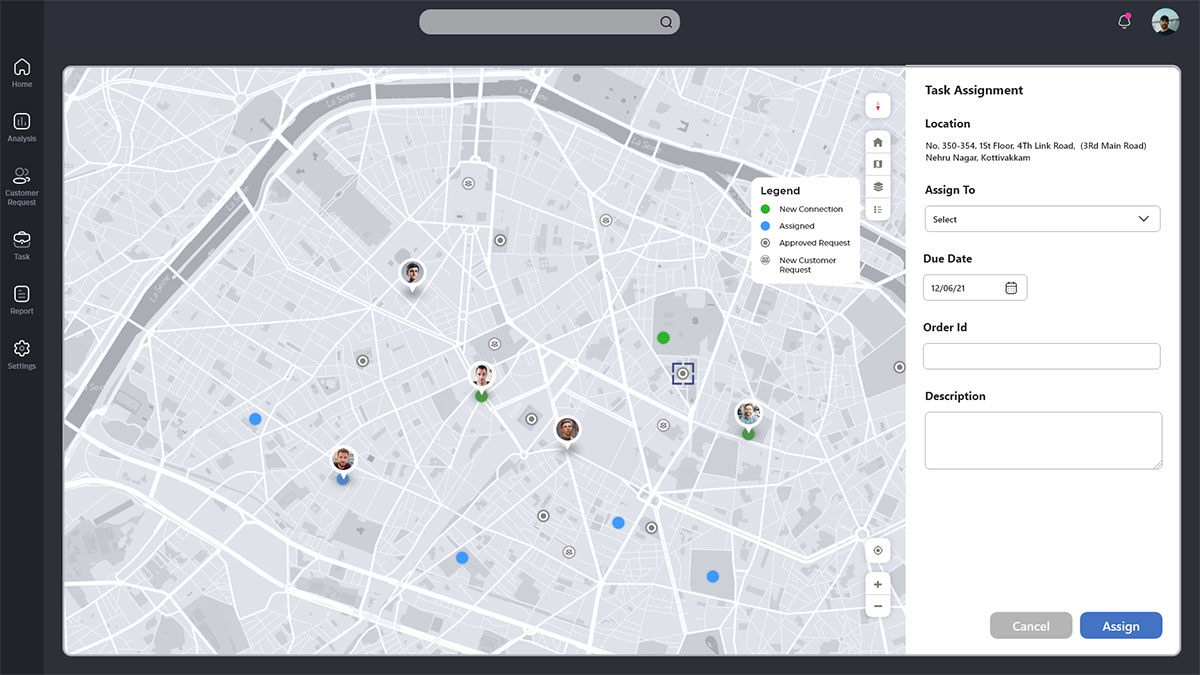 Home
Analysis
Customer
Request
Task
Report
Settings
La Seine
La Seine
La Seine
La Seine
La Seine
Legend
New Connection
Assigned
Approved Request
New Customer
Request
Task Assignment
Location
No. 350-354, 1St Floor, 4Th Link Road, (3Rd Main Road)
Nehru Nagar, Kottivakkam
Assign To
Select
Due Date
12/06/21
Order Id
Description
Cancel
Assign